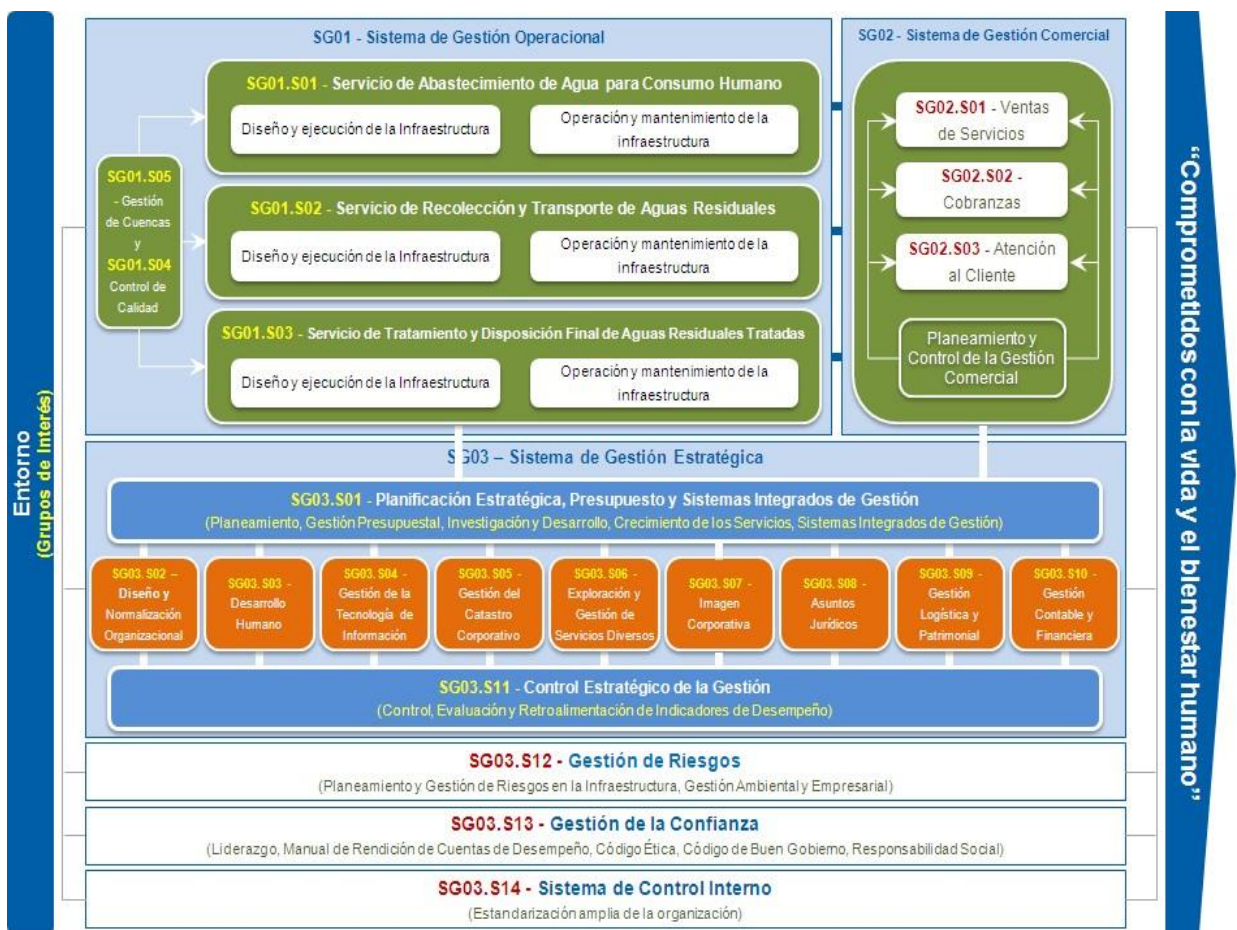 Entorno
(Grupos de Interés)
SG01 - Sistema de Gestión Operacional
SG01.S05
- Gestión
de Cuencas
y
SG01.S04
Control de
Calidad
SG01.S01 - Servicio de Abastecimiento de Agua para Consumo Humano
Diseño y ejecución de la Infraestructura
Operación y mantenimiento de la
infraestructura
SG01.S02 - Servicio de Recolección y Transporte de Aguas Residuales
Diseño y ejecución de la Infraestructura
Operación y mantenimiento de la
infraestructura
SG01.S03 - Servicio de Tratamiento y Disposición Final de Aguas Residuales Tratadas
Diseño y ejecución de la Infraestructura
Operación y mantenimiento de la
infraestructura
SG02 - Sistema de Gestión Comercial
SG02.S01 - Ventas
de Servicios
SG02.S02 -
Cobranzas
SG02.S03 - Atención
al Cliente
Planeamiento y
Control de la Gestión
Comercial
SG03 – Sistema de Gestión Estratégica
SG03.S01 - Planificación Estratégica, Presupuesto y Sistemas Integrados de Gestión
(Planeamiento, Gestión Presupuestal, Investigación y Desarrollo, Crecimiento de los Servicios, Sistemas Integrados de Gestión)
SG03.S02 –
Diseño y
Normalización
Organizacional
SG03.S03 -
Desarrollo
Humano
SG03.S04 -
Gestión de la
Tecnología de
Información
SG03.S05 -
Gestión del
Catastro
Corporativo
SG03.S06 -
Exploración y
Gestión de
Servicios Diversos
SG03.S07 -
Imagen
Corporativa
SG03.S08 -
Asuntos
Jurídicos
SG03.S09 -
Gestión
Logística y
Patrimonial
SG03.S10 -
Gestión
Contable y
Financiera
SG03.S11 - Control Estratégico de la Gestión
(Control, Evaluación y Retroalimentación de Indicadores de Desempeño)
SG03.S12 - Gestión de Riesgos
(Planeamiento y Gestión de Riesgos en la Infraestructura, Gestión Ambiental y Empresarial)
SG03.S13 - Gestión de la Confianza
(Liderazgo, Manual de Rendición de Cuentas de Desempeño, Código Ética, Código de Buen Gobierno, Responsabilidad Social)
SG03.S14 - Sistema de Control Interno
(Estandarización amplia de la organización)
“Comprometidos con la vida y el bienestar humano”